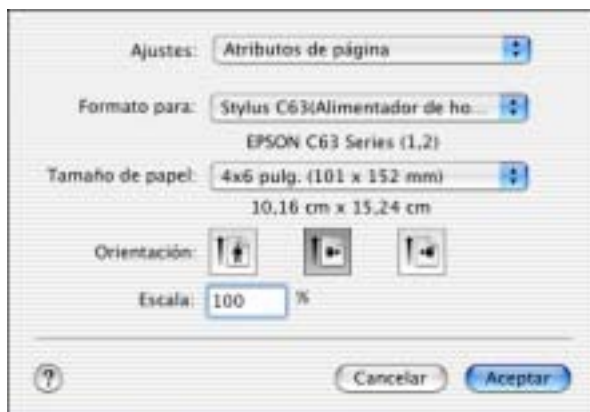 Ajustes: Atributos de página
Formato para: Stylus C63(Alimentador de ho...
EPSON C63 Series (1,2)
Tamaño de papel: 4x6 pulg. (101 x 152 mm)
10,16 cm x 15,24 cm
Orientación:
Escala: 100 %
? Cancelar Aceptar